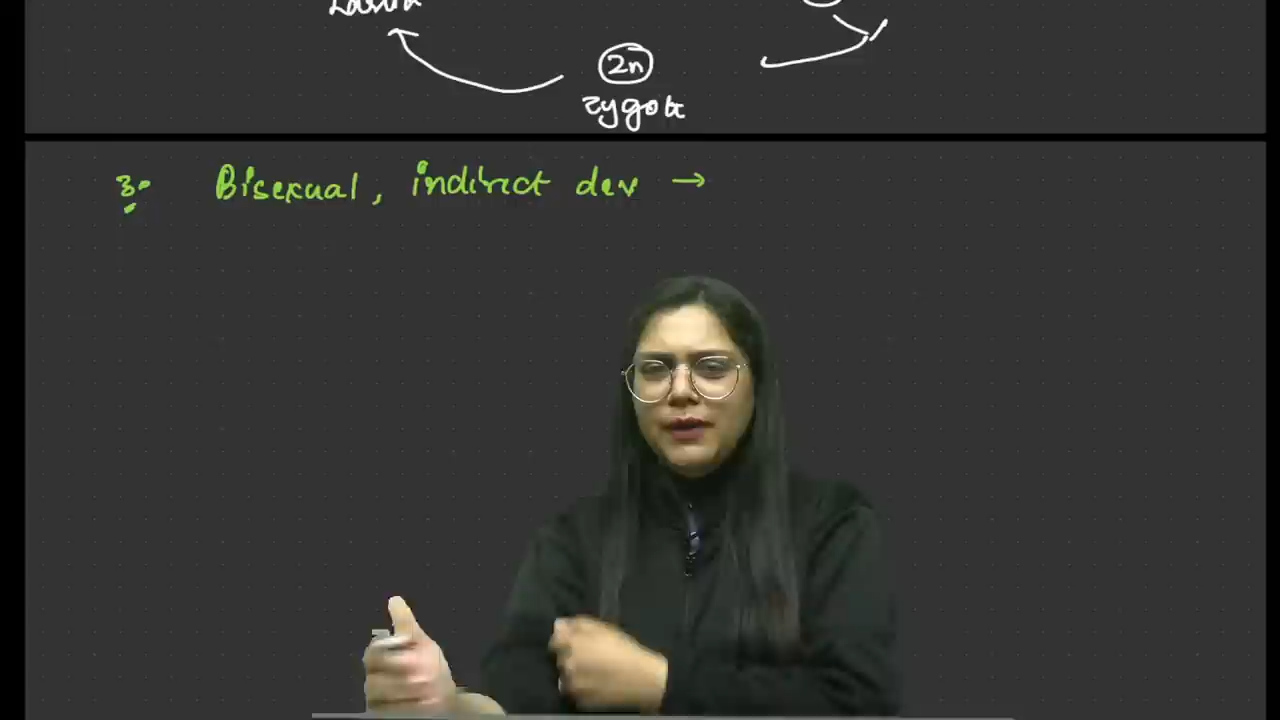 2n
zygote
3. Bisexual, indirect dev →